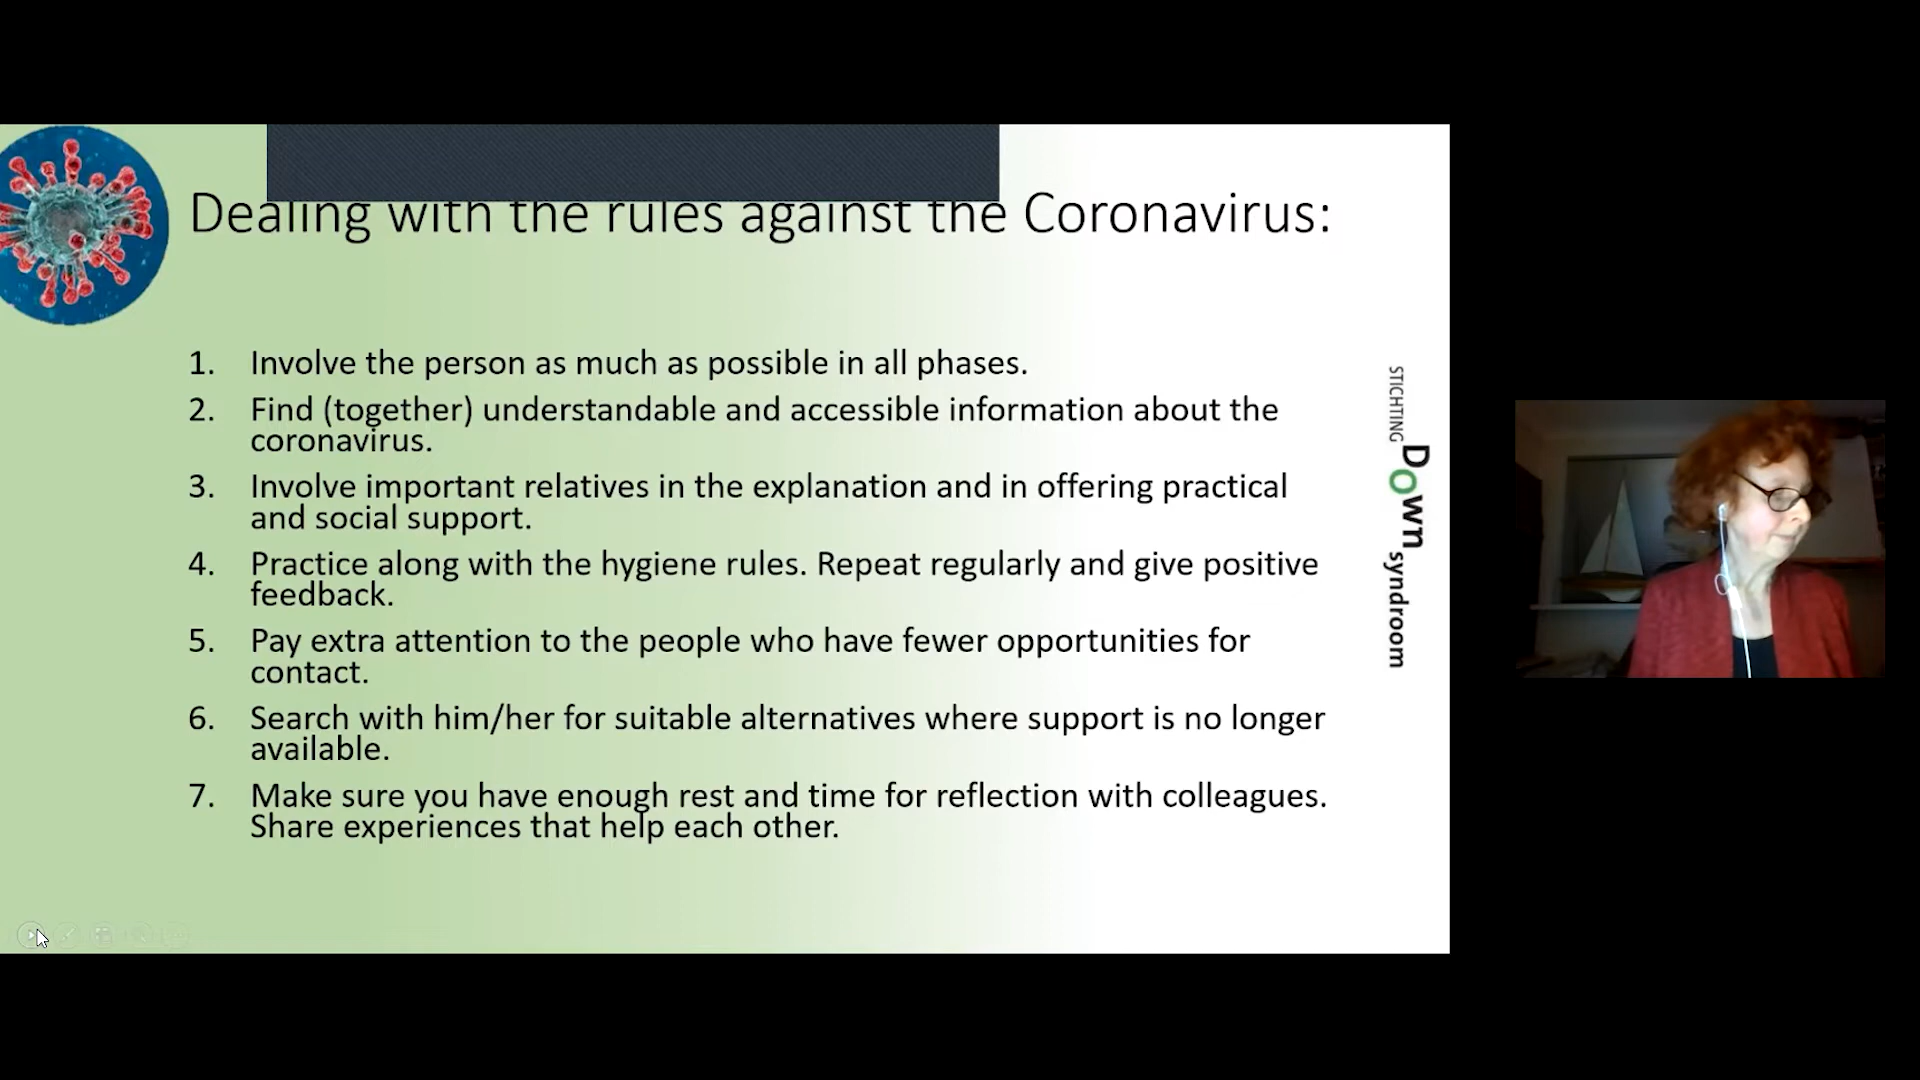 Dealing with the rules against the Coronavirus:
1. Involve the person as much as possible in all phases.
2. Find (together) understandable and accessible information about the
coronavirus.
3. Involve important relatives in the explanation and in offering practical
and social support.
4. Practice along with the hygiene rules. Repeat regularly and give positive
feedback.
5. Pay extra attention to the people who have fewer opportunities for
contact.
6. Search with him/her for suitable alternatives where support is no longer
available.
7. Make sure you have enough rest and time for reflection with colleagues.
Share experiences that help each other.
STICHTING
Down
syndroom